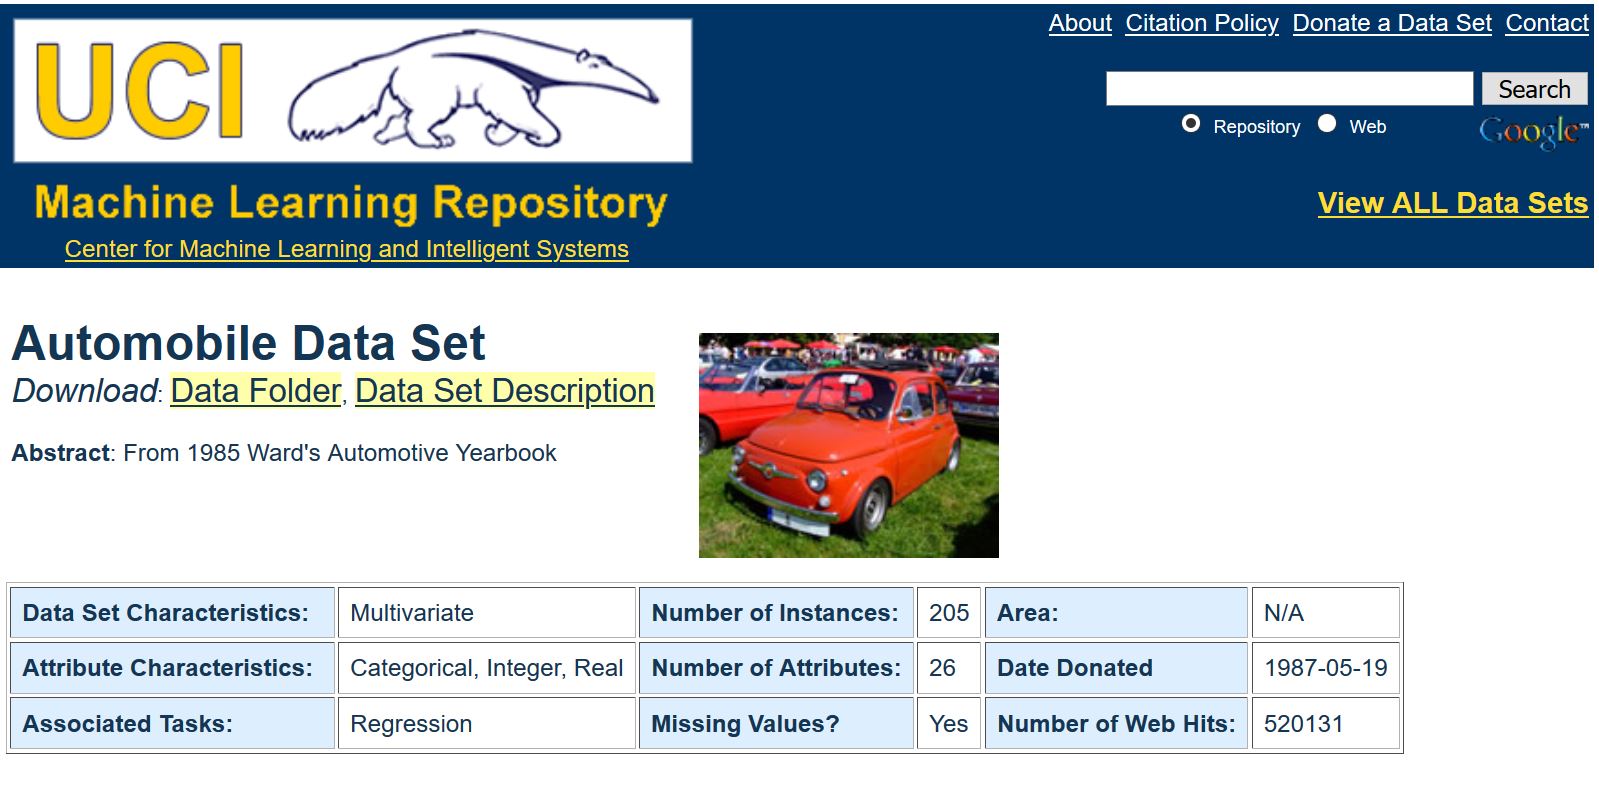 UCI
About Citation Policy Donate a Data Set Contact
Search
Repository Web
Google™
Machine Learning Repository
View ALL Data Sets
Center for Machine Learning and Intelligent Systems
Automobile Data Set
Download: Data Folder, Data Set Description
Abstract: From 1985 Ward's Automotive Yearbook
Data Set Characteristics: Multivariate Number of Instances: 205 Area: N/A
Attribute Characteristics: Categorical, Integer, Real Number of Attributes: 26 Date Donated 1987-05-19
Associated Tasks: Regression Missing Values? Yes Number of Web Hits: 520131